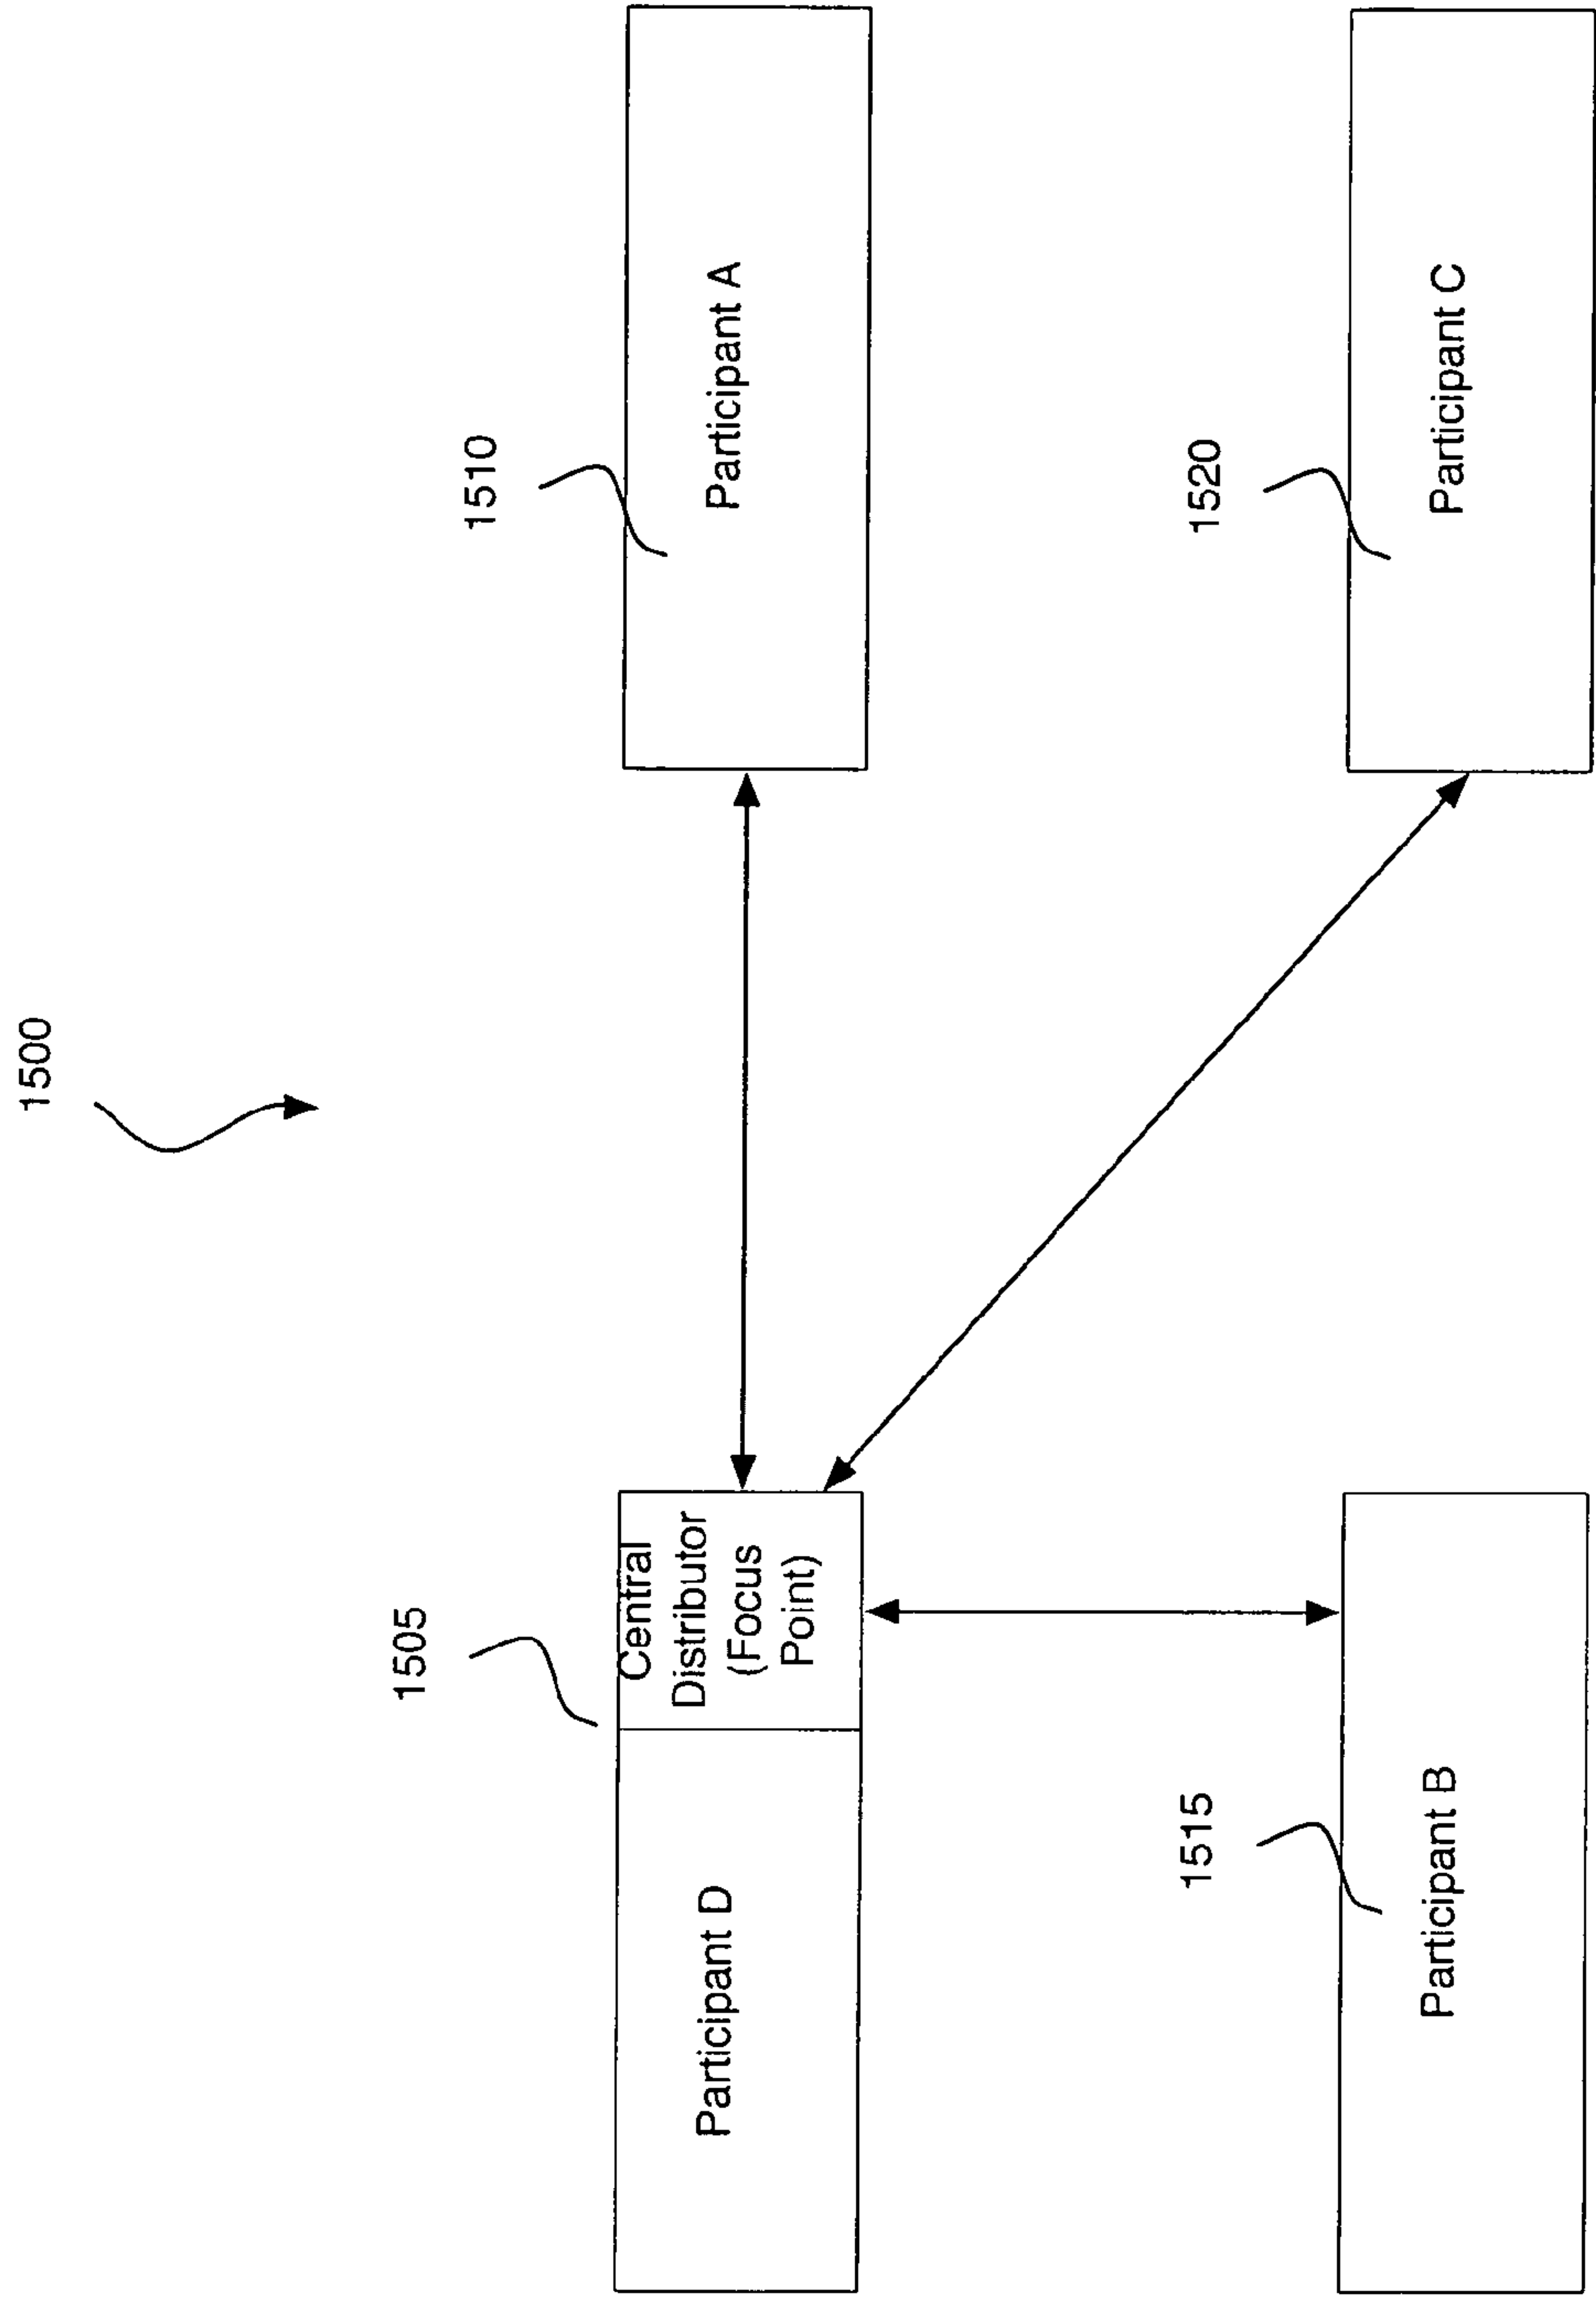 1500
1505
1510
Participant D
Central
Distributor
(Focus
Point)
Participant A
1515
1520
Participant B
Participant C